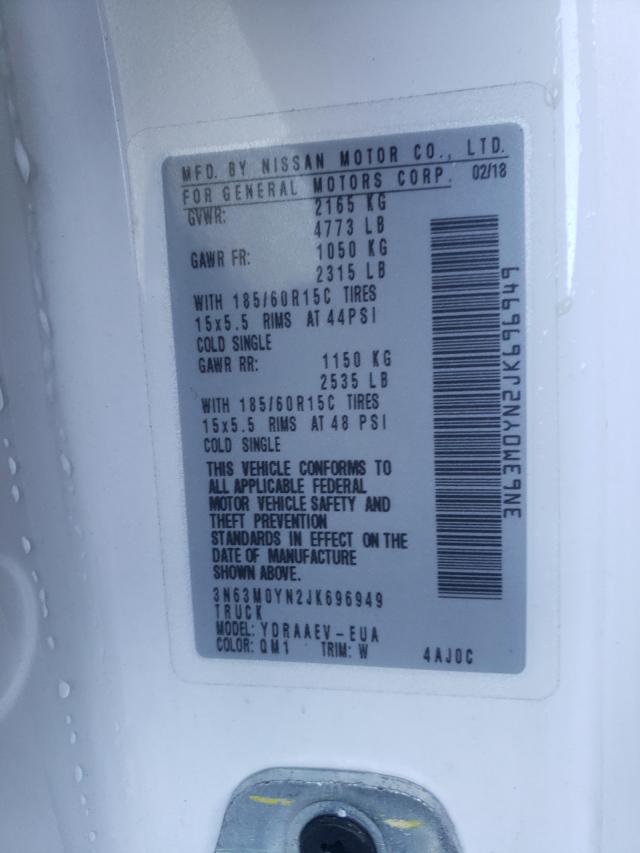 MFD. BY NISSAN MOTOR CO., LTD.
FOR GENERAL MOTORS CORP. 02/18
GVWR: 2165 KG
4773 LB
GAWR FR: 1050 KG
2315 LB
WITH 185/60R15C TIRES
15x5.5 RIMS AT 44PSI
COLD SINGLE
GAWR RR: 1150 KG
2535 LB
WITH 185/60R15C TIRES
15x5.5 RIMS AT 48 PSI
COLD SINGLE
THIS VEHICLE CONFORMS TO
ALL APPLICABLE FEDERAL
MOTOR VEHICLE SAFETY AND
THEFT PREVENTION
STANDARDS IN EFFECT ON THE
DATE OF MANUFACTURE
SHOWN ABOVE.
3N63M0YN2JK696949
TRUCK
MODEL: YDRAAEV-EUA
COLOR: QM1 TRIM: W 4AJ0C
3N63M0YN2JK696949